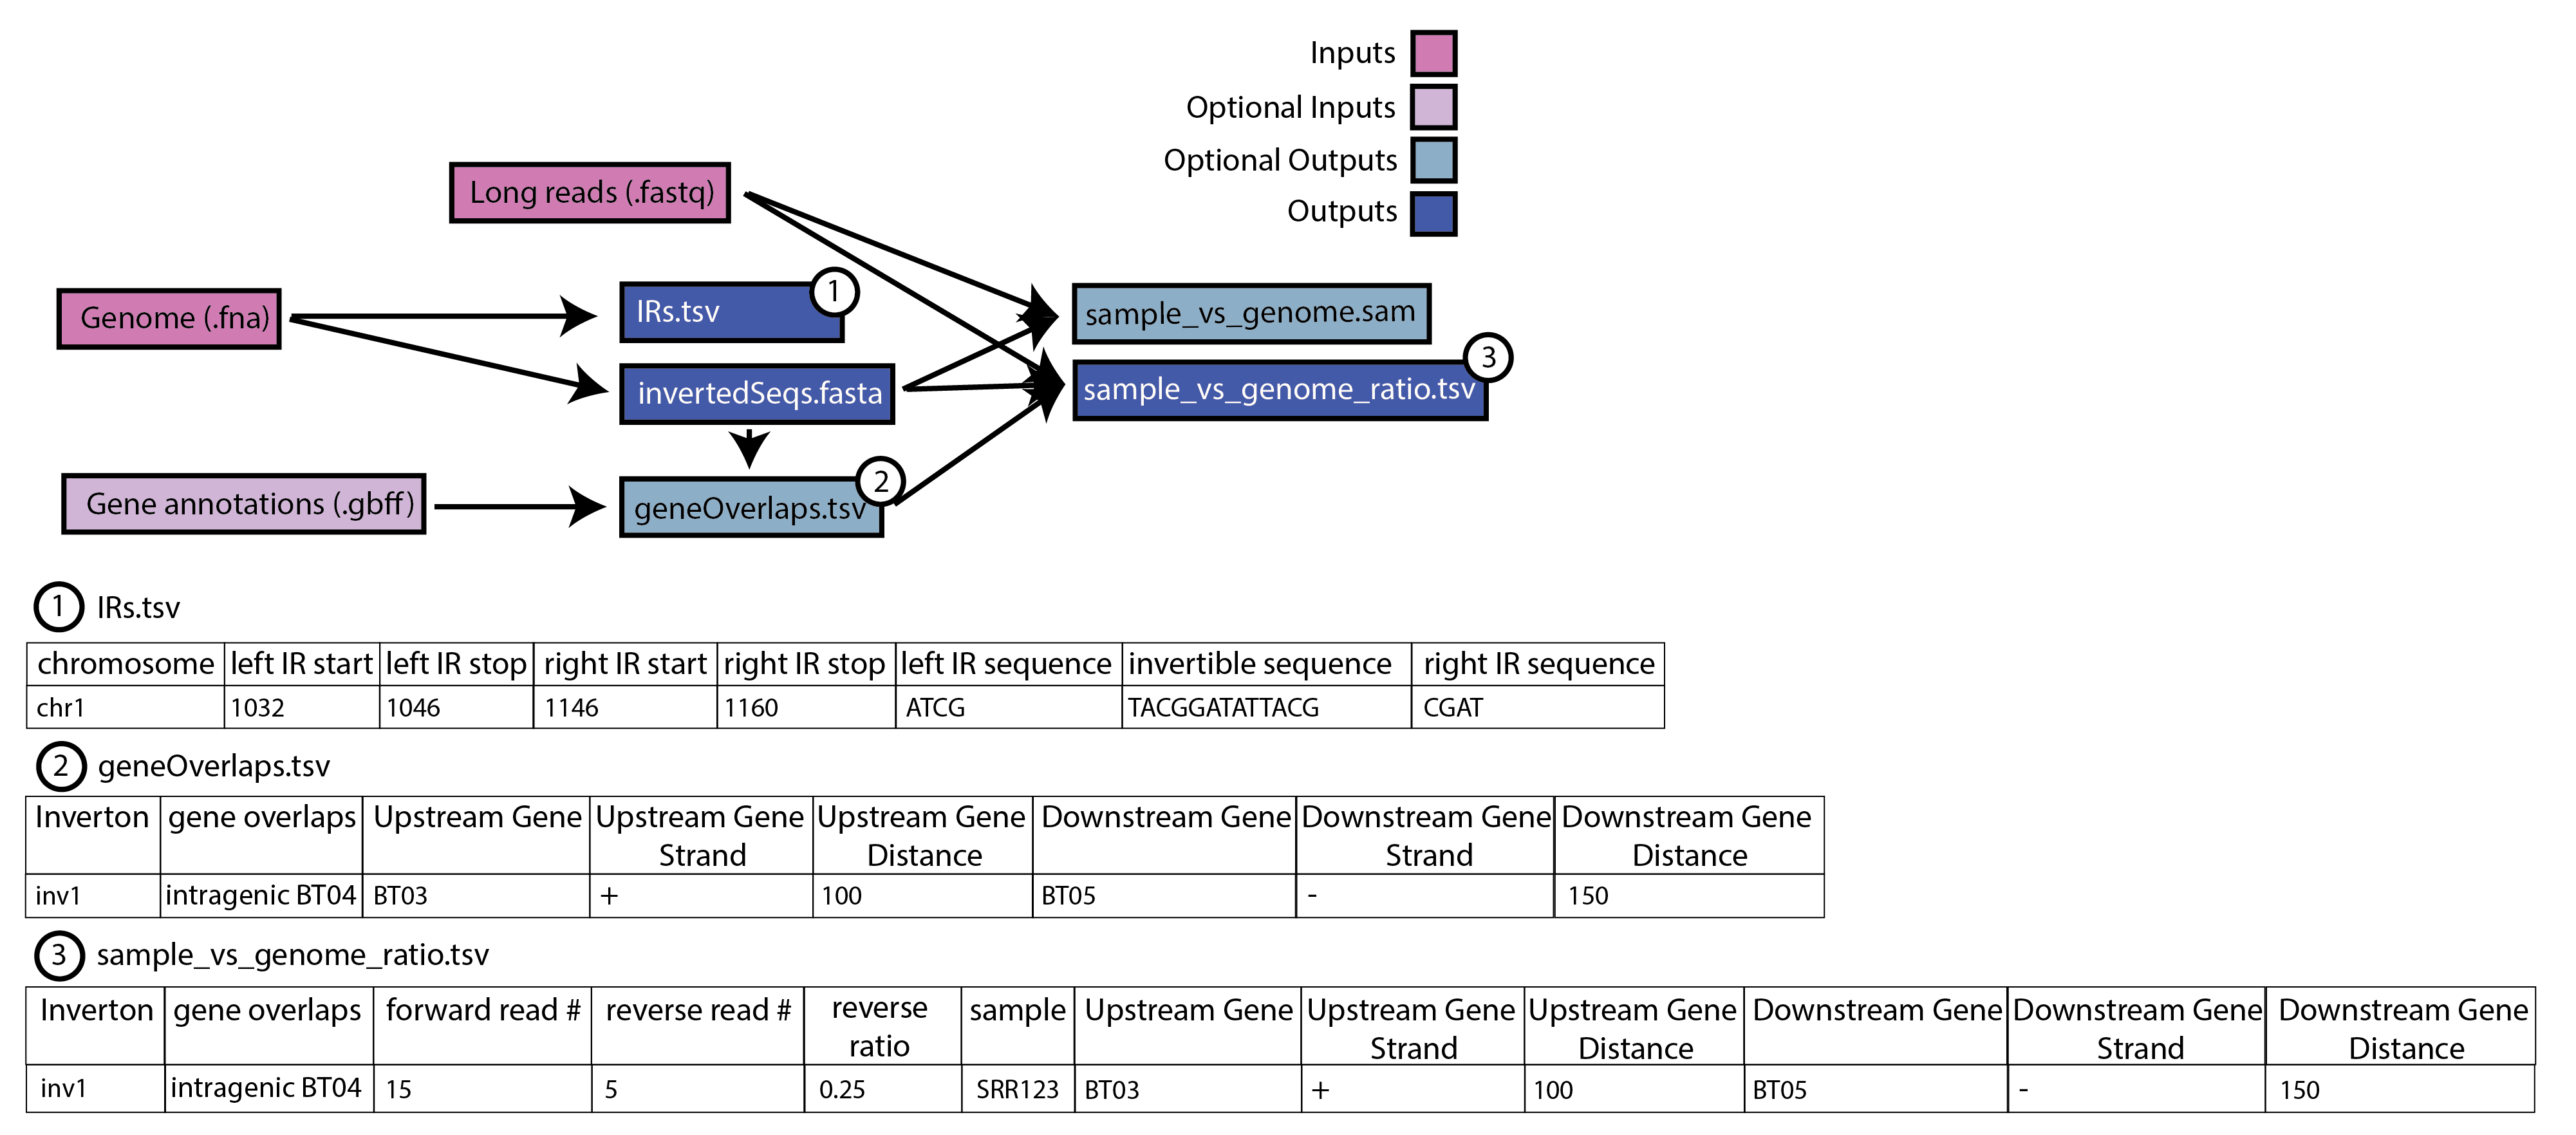 Inputs
Optional Inputs
Optional Outputs
Outputs
Long reads (.fastq)
Genome (.fna)
IRs.tsv
1
invertedSeqs.fasta
Gene annotations (.gbff)
geneOverlaps.tsv
2
sample_vs_genome.sam
sample_vs_genome_ratio.tsv
3
1 IRs.tsv
chromosome left IR start left IR stop right IR start right IR stop left IR sequence invertible sequence right IR sequence
chr1 1032 1046 1146 1160 ATCG TACGGATATTACG CGAT
2 geneOverlaps.tsv
Inverton gene overlaps Upstream Gene Upstream Gene Strand Upstream Gene Distance Downstream Gene Downstream Gene Strand Downstream Gene Distance
inv1 intragenic BT04 BT03 + 100 BT05 - 150
3 sample_vs_genome_ratio.tsv
Inverton gene overlaps forward read # reverse read # reverse ratio sample Upstream Gene Upstream Gene Strand Upstream Gene Distance Downstream Gene Downstream Gene Strand Downstream Gene Distance
inv1 intragenic BT04 15 5 0.25 SRR123 BT03 + 100 BT05 - 150